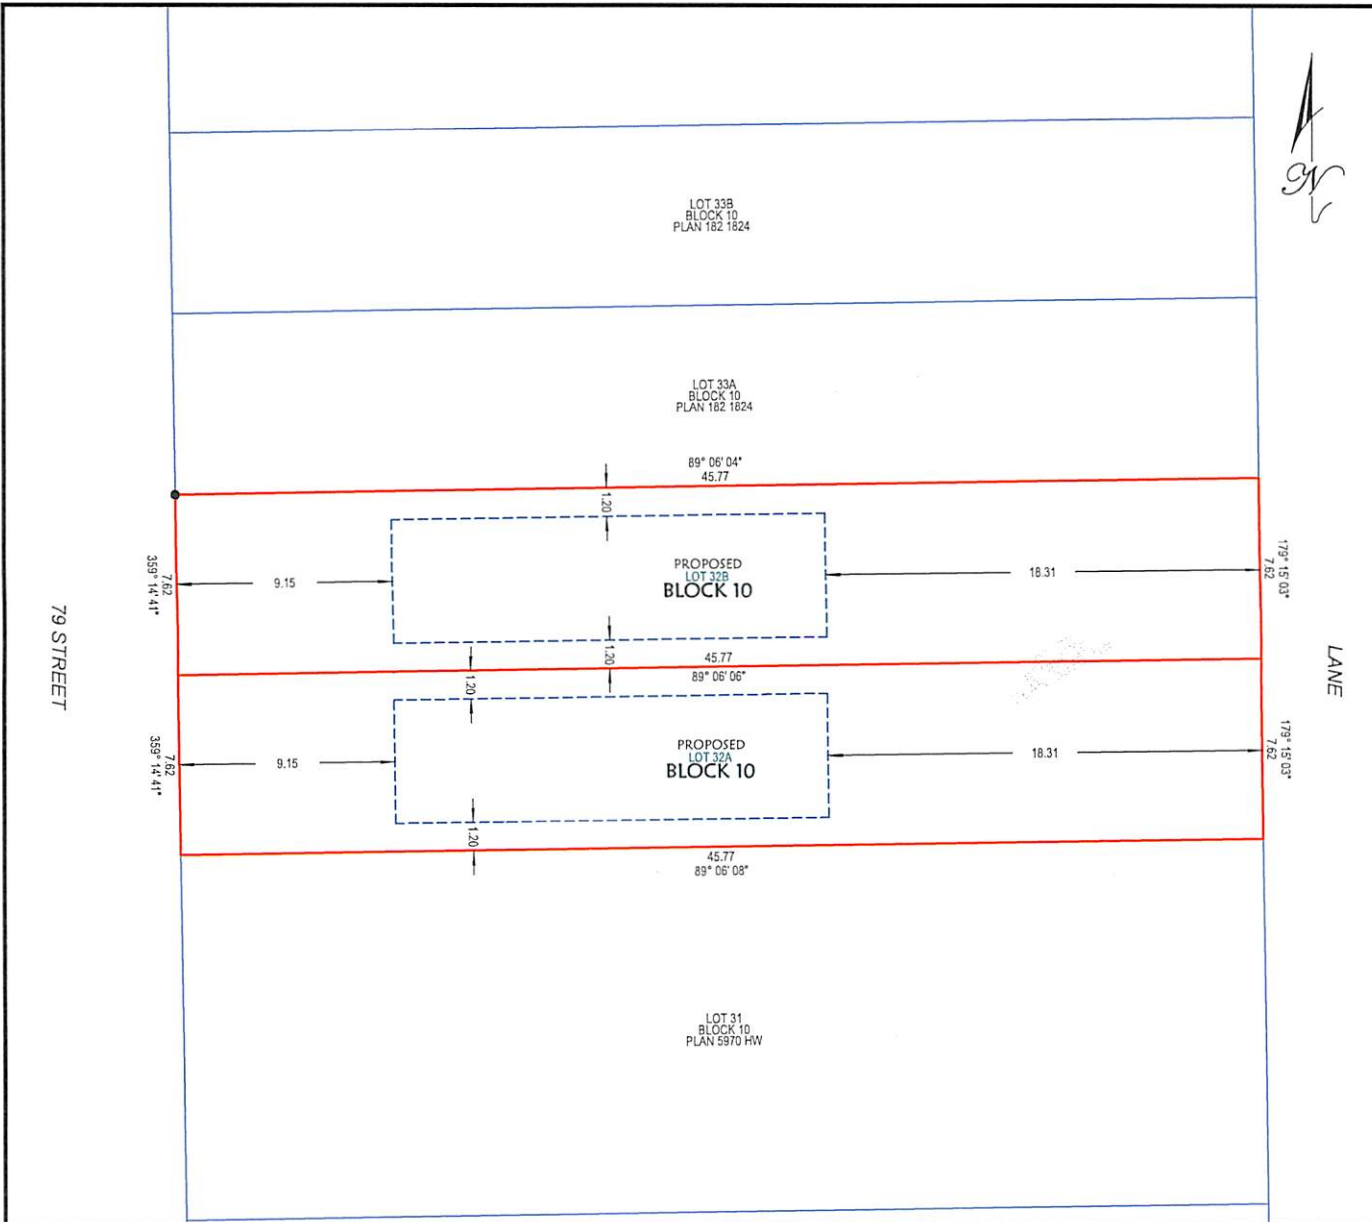 N
LOT 33B
BLOCK 10
PLAN 182 1824
LOT 33A
BLOCK 10
PLAN 182 1824
89° 06' 04"
45.77
1.20
PROPOSED
LOT 32B
BLOCK 10
9.15
18.31
7.62
359° 14' 41"
179° 15' 03"
7.62
1.20
45.77
89° 06' 06"
1.20
79 STREET
LANE
PROPOSED
LOT 32A
BLOCK 10
9.15
18.31
7.62
359° 14' 41"
179° 15' 03"
7.62
1.20
45.77
89° 06' 08"
LOT 31
BLOCK 10
PLAN 5970 HW